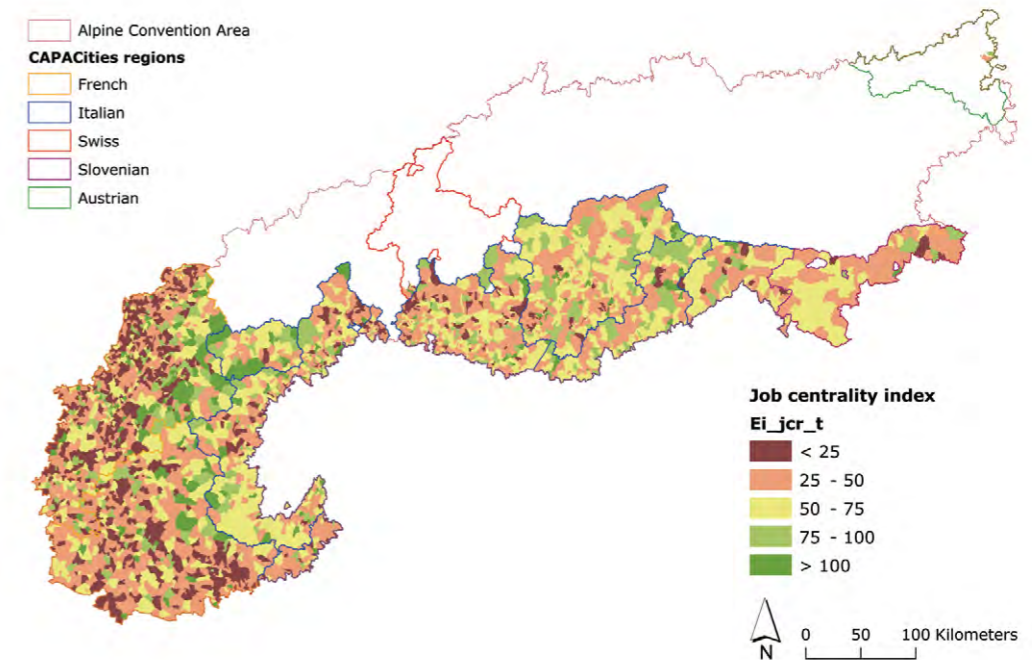 Alpine Convention Area
CAPACities regions
French
Italian
Swiss
Slovenian
Austrian
Job centrality index
Ei_jcr_t
< 25
25 - 50
50 - 75
75 - 100
> 100
N
0 50 100 Kilometers